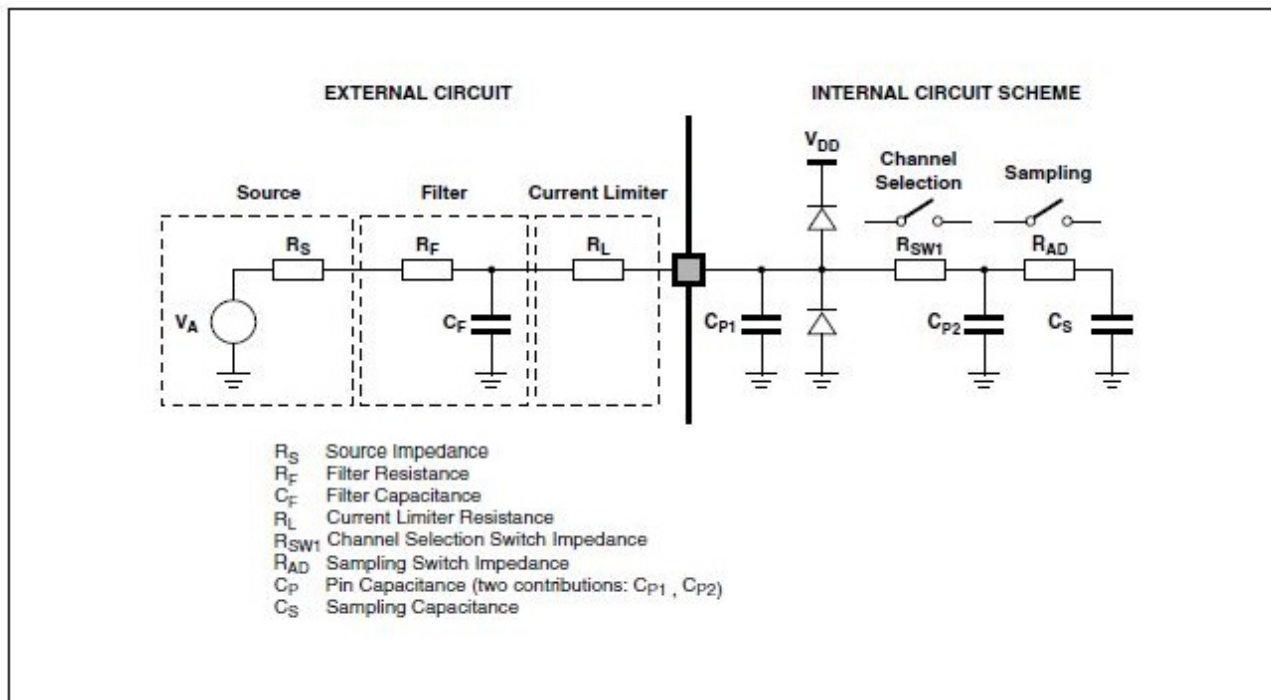 EXTERNAL CIRCUIT
INTERNAL CIRCUIT SCHEME
VDD
Channel
Selection
Sampling
Source
Filter
Current Limiter
RS
RF
RL
RSW1
RAD
VA
CF
CP1
CP2
CS
RS Source Impedance
RF Filter Resistance
CF Filter Capacitance
RL Current Limiter Resistance
RSW1 Channel Selection Switch Impedance
RAD Sampling Switch Impedance
CP Pin Capacitance (two contributions: CP1 , CP2)
CS Sampling Capacitance